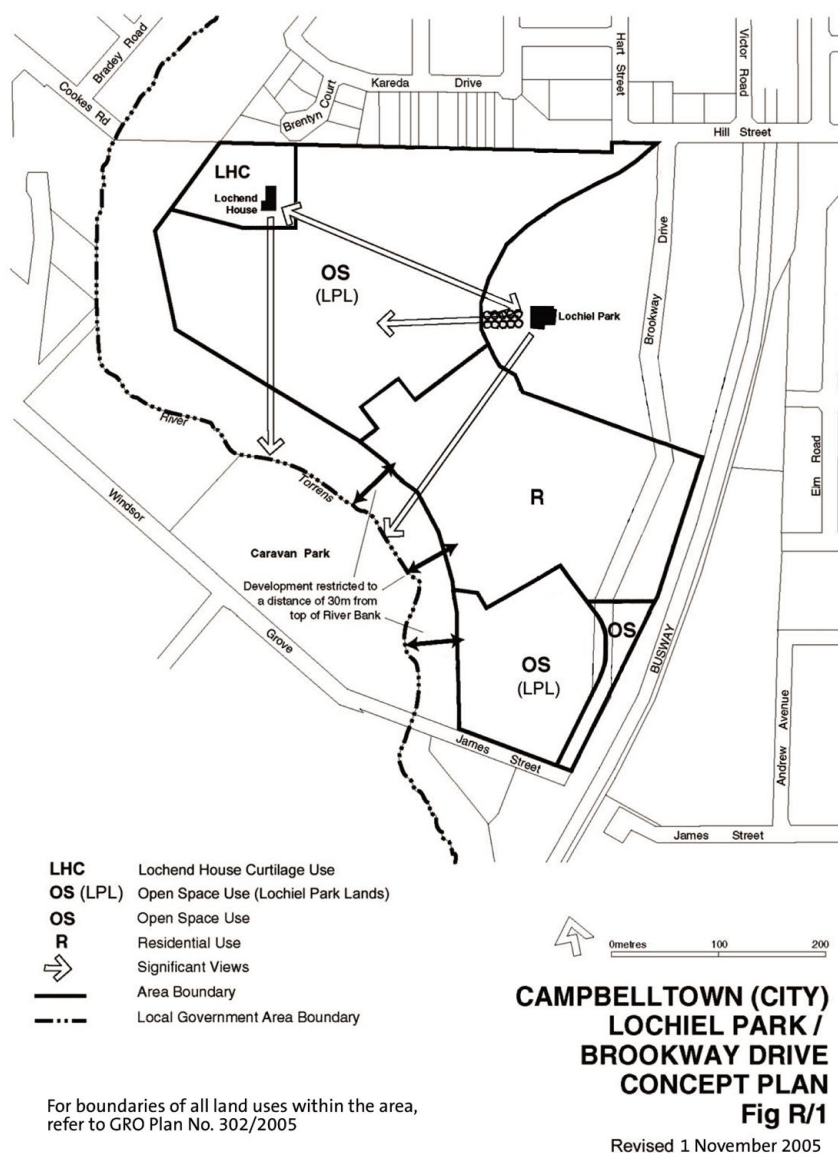 Bradey Road
Cookes Rd
Brentyn Court
Kareda Drive
Hart Street
Victor Road
Hill Street
LHC
Lochend
House
OS
(LPL)
Lochiel Park
Drive
Brookway
River
Torrens
R
Elm Road
Windsor
Grove
Caravan Park
Development restricted to
a distance of 30m from
top of River Bank
OS
(LPL)
OS
BUSWAY
James Street
Andrew Avenue
James Street
LHC Lochend House Curtilage Use
OS (LPL) Open Space Use (Lochiel Park Lands)
OS Open Space Use
R Residential Use
Significant Views
Area Boundary
Local Government Area Boundary
0metres 100 200
CAMPBELLTOWN (CITY)
LOCHIEL PARK /
BROOKWAY DRIVE
CONCEPT PLAN
Fig R/1
Revised 1 November 2005
For boundaries of all land uses within the area,
refer to GRO Plan No. 302/2005